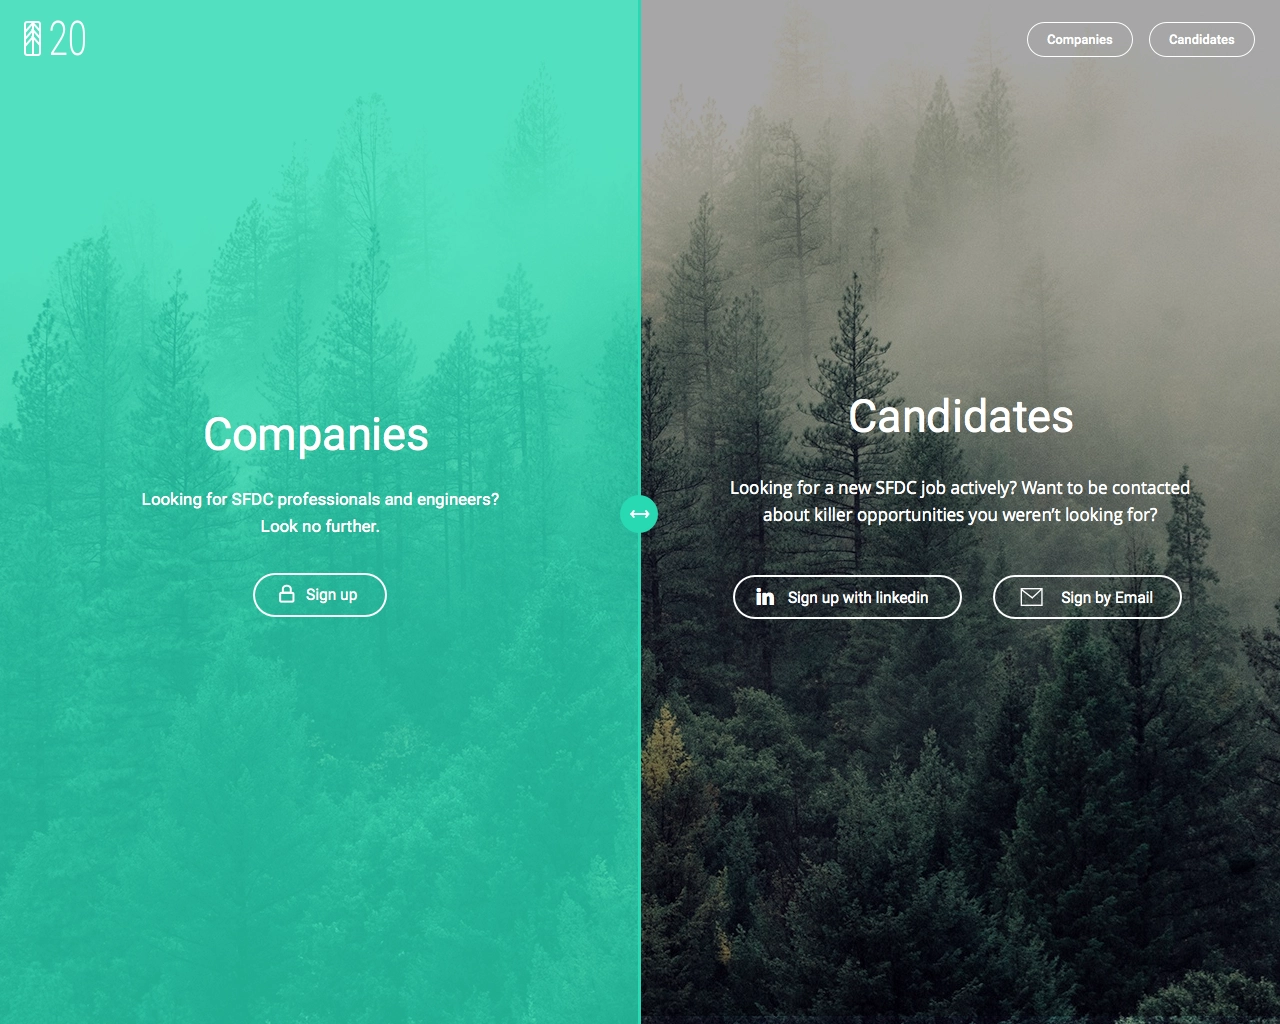 20
Companies
Candidates
Companies
Looking for SFDC professionals and engineers?
Look no further.
Sign up
Candidates
Looking for a new SFDC job actively? Want to be contacted
about killer opportunities you weren’t looking for?
in Sign up with linkedin
Sign by Email